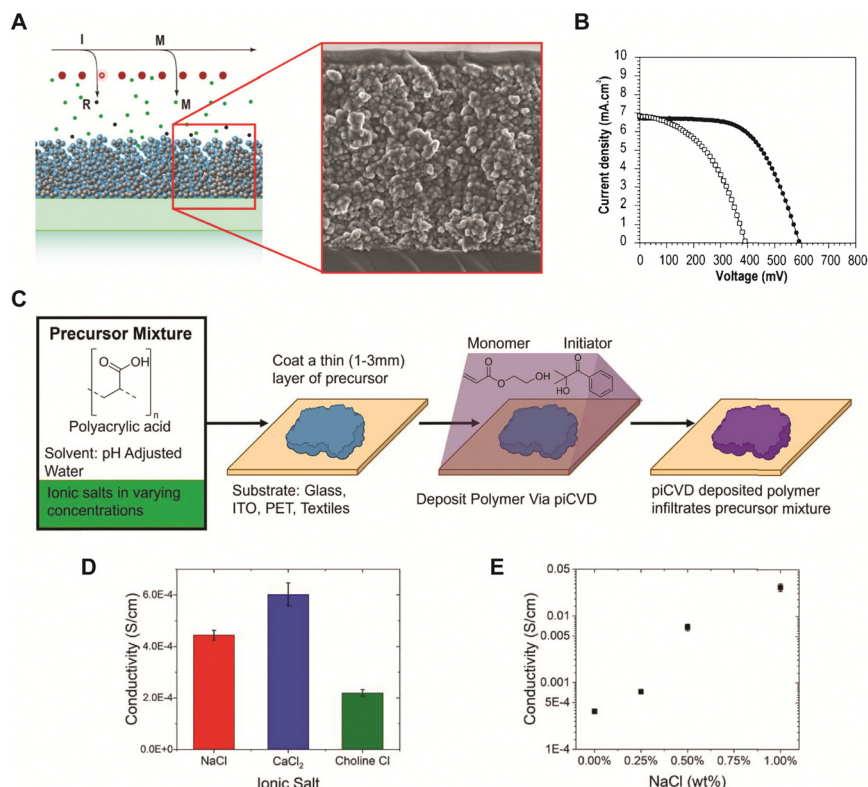 A
I
M
R
M
B
Current density (mA.cm²)
10
9
8
7
6
5
4
3
2
1
0
0 100 200 300 400 500 600 700 800
Voltage (mV)
C
Precursor Mixture
O
OH
n
Polyacrylic acid
Solvent: pH Adjusted
Water
Ionic salts in varying
concentrations
Coat a thin (1-3mm)
layer of precursor
Substrate: Glass,
ITO, PET, Textiles
Monomer
Initiator
O
O
OH
O
HO
Deposit Polymer Via piCVD
piCVD deposited polymer
infiltrates precursor mixture
D
Conductivity (S/cm)
6.0E-4
4.0E-4
2.0E-4
0.0E+0
NaCl CaCl₂ Choline Cl
Ionic Salt
E
Conductivity (S/cm)
0.05
0.01
0.005
0.001
5E-4
1E-4
0.00% 0.25% 0.50% 0.75% 1.00%
NaCl (wt%)